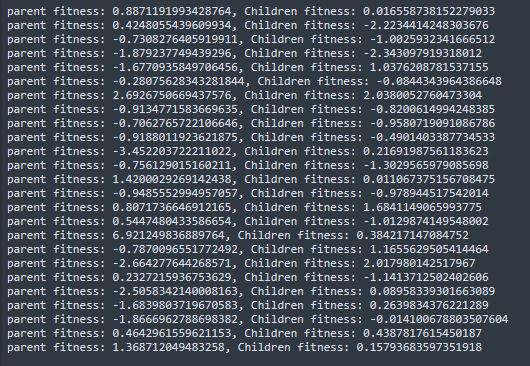 parent fitness: 0.8871191993428764, Children fitness: 0.016558738152279033
parent fitness: 0.4248055439609934, Children fitness: -2.2234414248303676
parent fitness: -0.7308276405919911, Children fitness: -1.0025932341666512
parent fitness: -1.879237749439296, Children fitness: -2.343097919318012
parent fitness: -1.6770935849706456, Children fitness: 1.0376208781537155
parent fitness: -0.28075628343281844, Children fitness: -0.0844343964386648
parent fitness: 2.6926750669437576, Children fitness: 2.0380052760473304
parent fitness: -0.9134771583669635, Children fitness: -0.8200614994248385
parent fitness: -0.7062765722106646, Children fitness: -0.9580719091086786
parent fitness: -0.9188011923621875, Children fitness: -0.4901403387734533
parent fitness: -3.452203722211022, Children fitness: 0.21691987561183623
parent fitness: -0.756129015160211, Children fitness: -1.3029565979085698
parent fitness: 1.4200029269142438, Children fitness: 0.011067375156708475
parent fitness: -0.9485552994957057, Children fitness: -0.978944517542014
parent fitness: 0.8071736646912165, Children fitness: 1.6841149065993775
parent fitness: 0.5447480433586654, Children fitness: -1.0129874149548002
parent fitness: 6.921249836889764, Children fitness: 0.384217147084752
parent fitness: -0.7870096551772492, Children fitness: 1.1655629505414464
parent fitness: -2.664277644268571, Children fitness: 2.017980142517967
parent fitness: 0.2327215936753629, Children fitness: -1.1413712502402606
parent fitness: -2.5058342140008163, Children fitness: 0.08958339301663089
parent fitness: -1.6839803719670583, Children fitness: 0.2639834376221289
parent fitness: -1.8666962788698382, Children fitness: -0.014100678803507604
parent fitness: 0.4642961559621153, Children fitness: 0.4387817615450187
parent fitness: 1.368712049483258, Children fitness: 0.15793683597351918